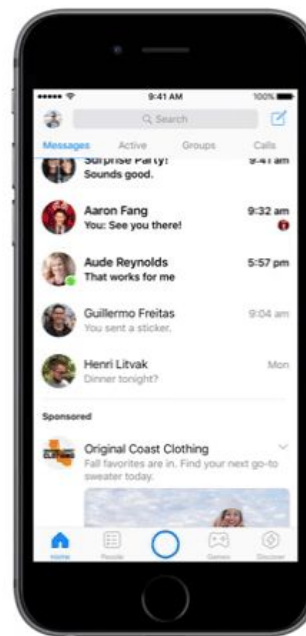 9:41 AM
100%
Search
Messages Active Groups Calls
Surprise Party! 9:41 am
Sounds good.
Aaron Fang 9:32 am
You: See you there!
Aude Reynolds 5:57 pm
That works for me
Guillermo Freitas 9:04 am
You sent a sticker.
Henri Litvak Mon
Dinner tonight?
Sponsored
Original Coast Clothing
Fall favorites are in. Find your next go-to
sweater today.
CLOTHING
Home People Games Discover